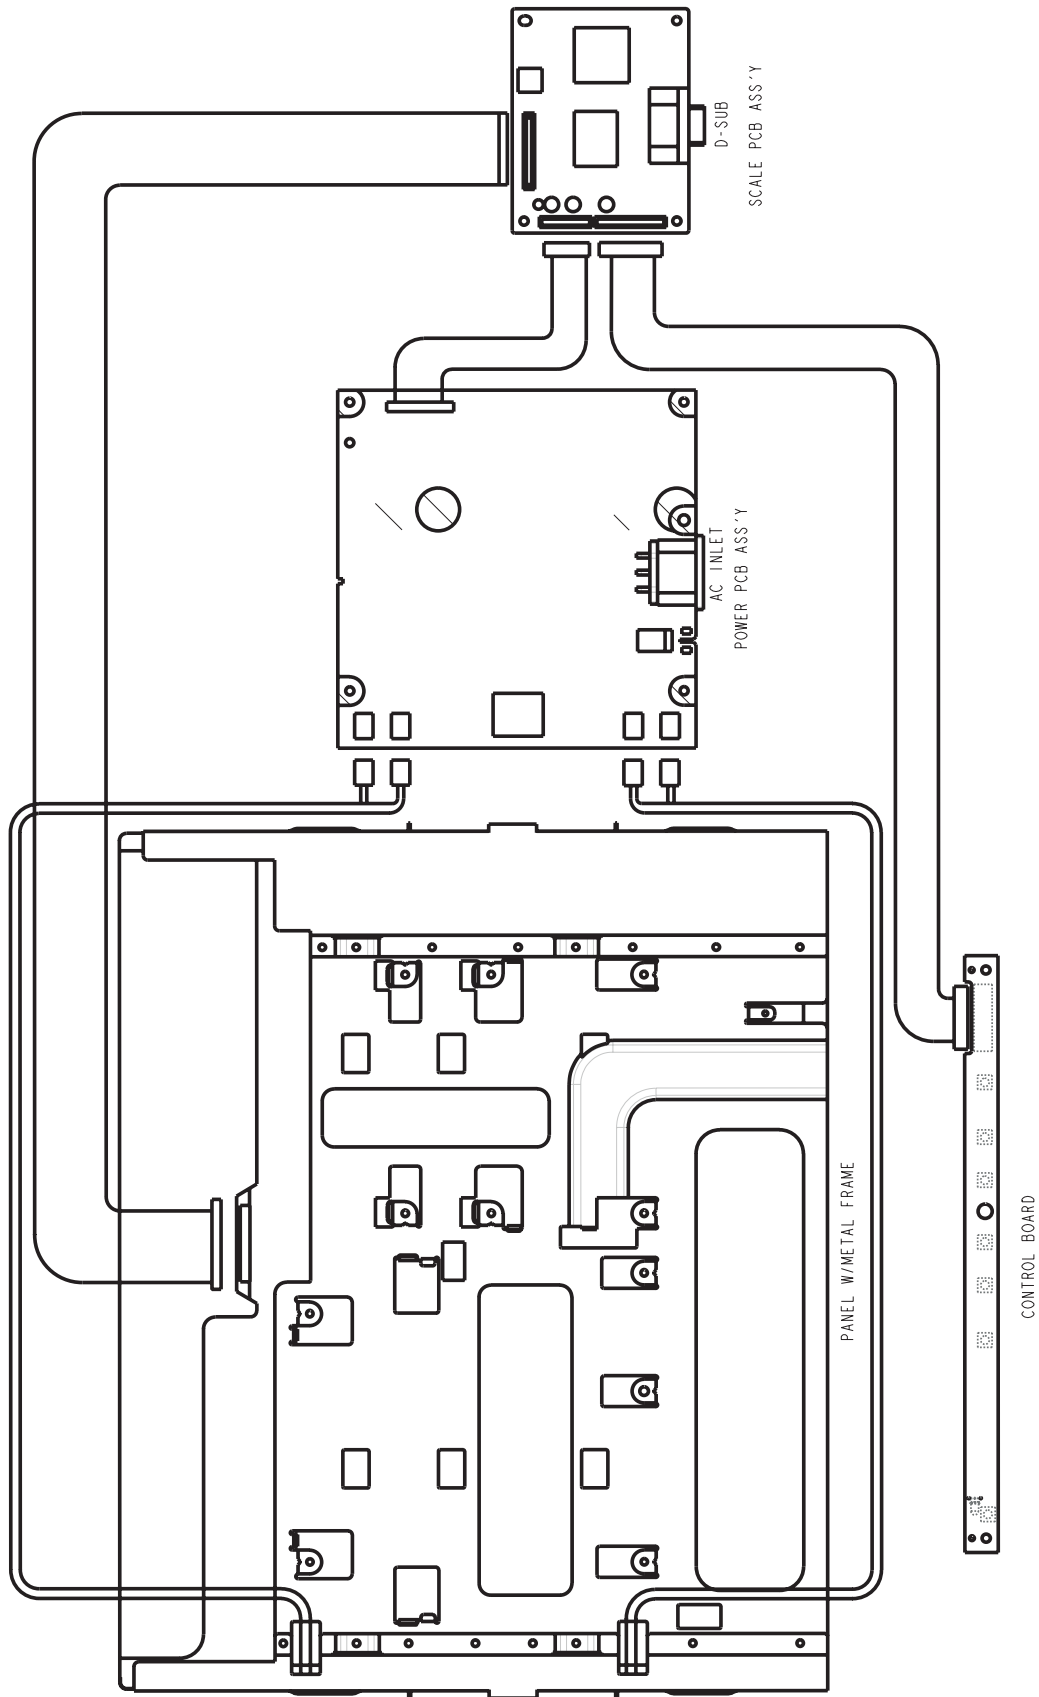 D-SUB
SCALE PCB ASS'Y
AC INLET
POWER PCB ASS'Y
PANEL W/METAL FRAME
CONTROL BOARD